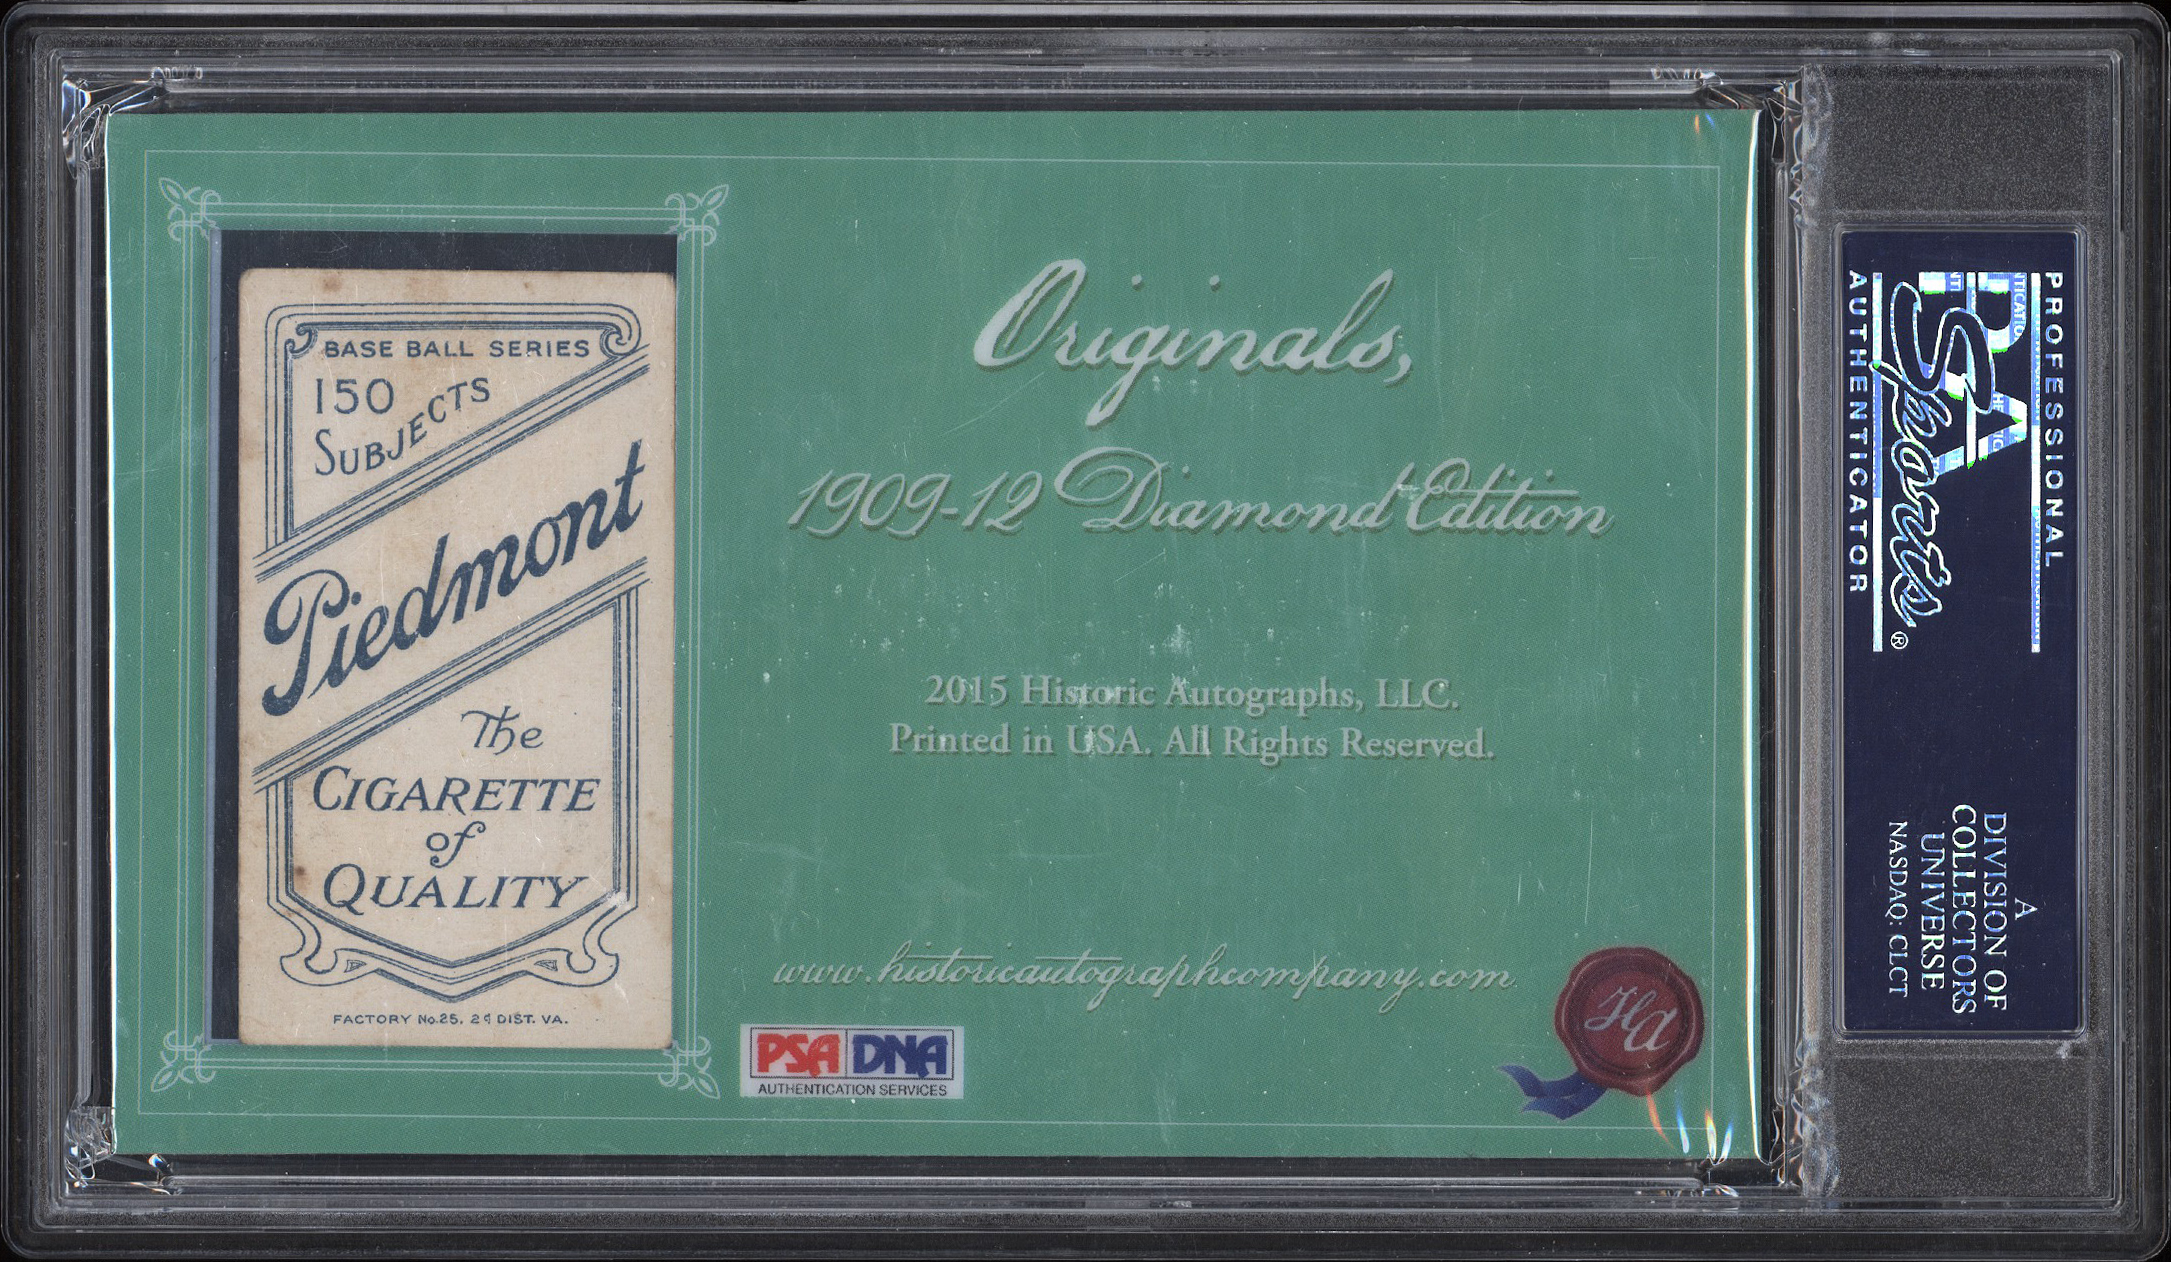 BASE BALL SERIES
150
SUBJECTS
Piedmont
The
CIGARETTE
of
QUALITY
FACTORY No.25, 2¢ DIST. VA.
Originals,
1909-12 Diamond Edition
2015 Historic Autographs, LLC.
Printed in USA. All Rights Reserved.
www.historicautographcompany.com
PSA DNA
AUTHENTICATION SERVICES
HA
PROFESSIONAL
PSA
Sports®
AUTHENTICATOR
A
DIVISION OF
COLLECTORS
UNIVERSE
NASDAQ: CLCT